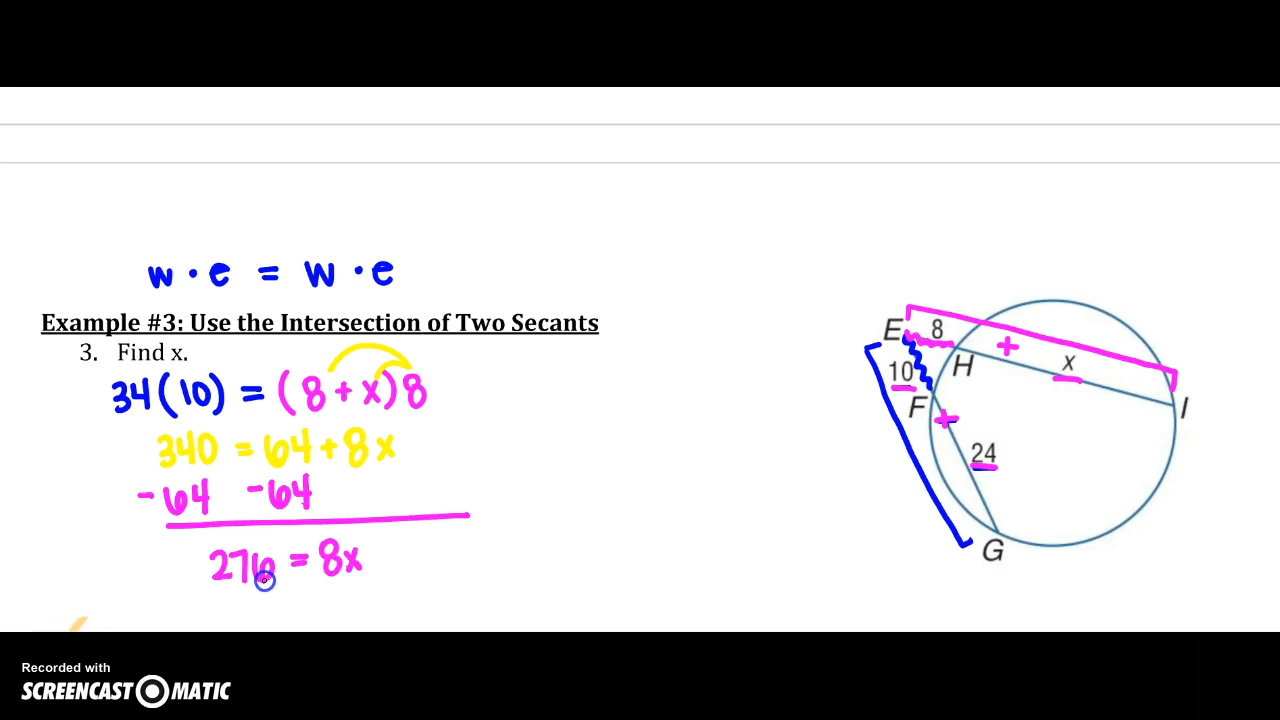 w · e = w · e
Example #3: Use the Intersection of Two Secants
3. Find x.
34(10) = (8 + x)8
340 = 64 + 8x
-64 -64
276 = 8x
E 8 + x
H
I
10
F +
24
G
Recorded with
SCREENCAST MATIC